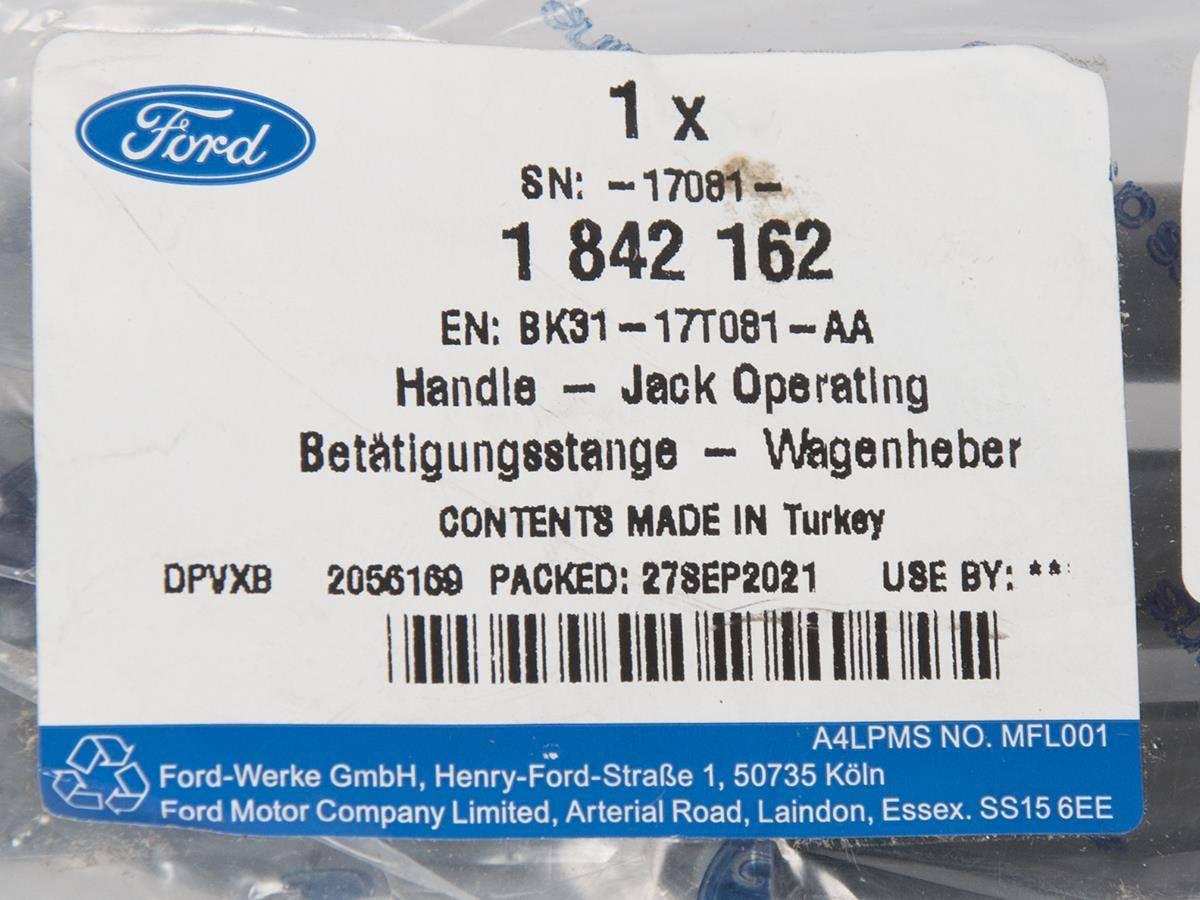 Ford
1 x
SN: -17081-
1 842 162
EN: BK31-17T081-AA
Handle - Jack Operating
Betätigungsstange - Wagenheber
CONTENTS MADE IN Turkey
DPVXB 2056169 PACKED: 27SEP2021 USE BY: **
A4LPMS NO. MFL001
Ford-Werke GmbH, Henry-Ford-Straße 1, 50735 Köln
Ford Motor Company Limited, Arterial Road, Laindon, Essex. SS15 6EE